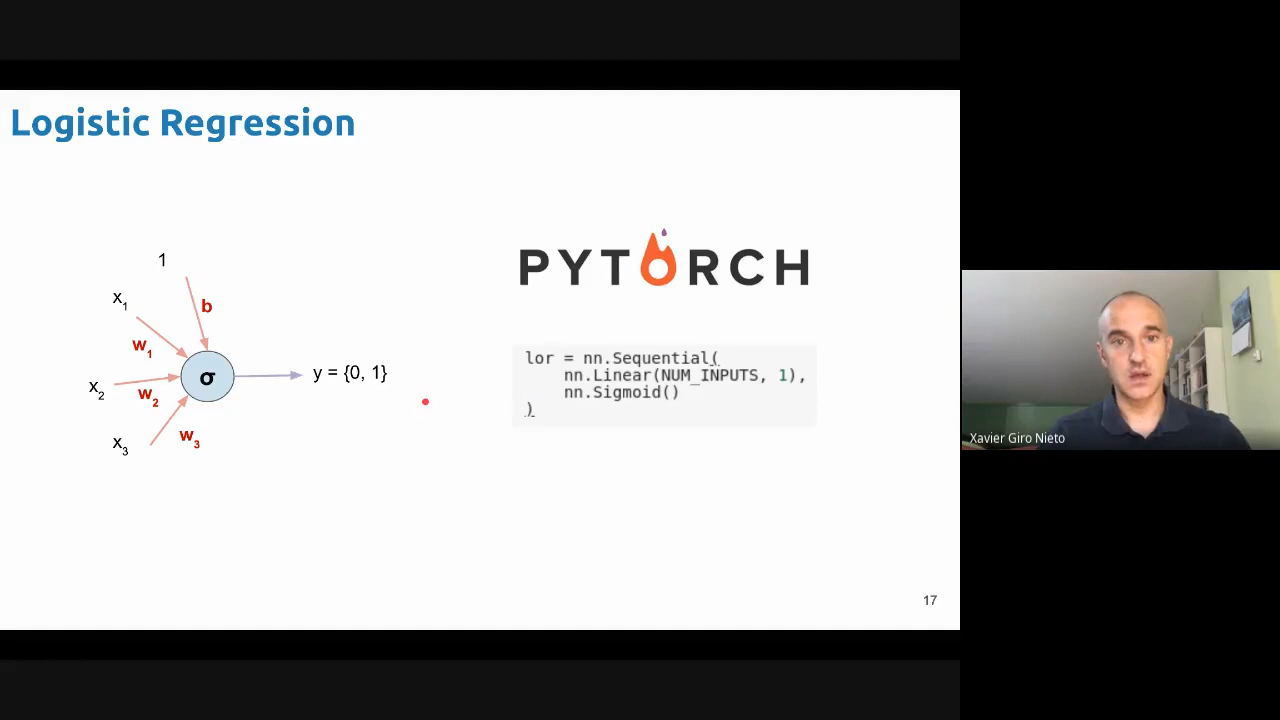 Logistic Regression
1
x1
b
w1
x2
w2
σ
y = {0, 1}
x3
w3
PYTORCH
lor = nn.Sequential(
    nn.Linear(NUM_INPUTS, 1),
    nn.Sigmoid()
)
17
Xavier Giro Nieto